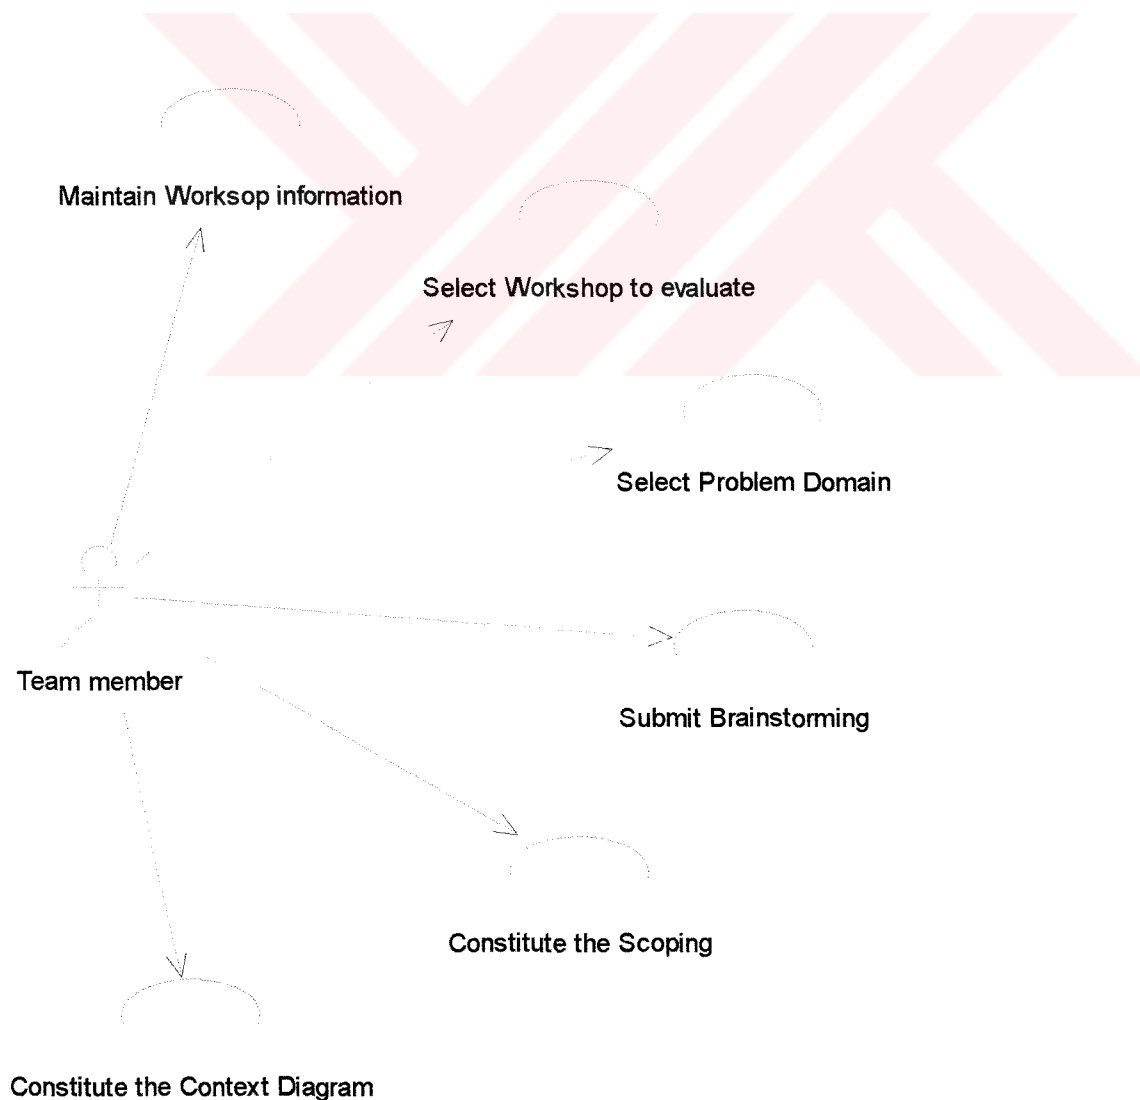 Maintain Worksop information
Select Workshop to evaluate
Select Problem Domain
Team member
Submit Brainstorming
Constitute the Scoping
Constitute the Context Diagram